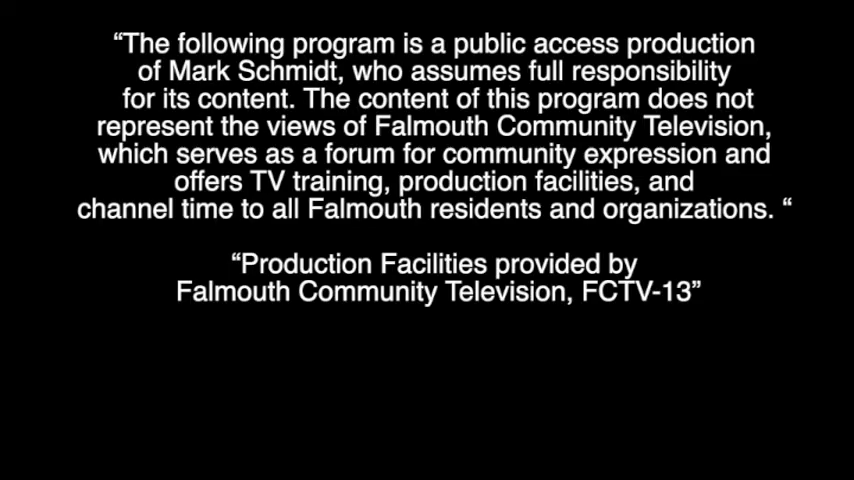 “The following program is a public access production
of Mark Schmidt, who assumes full responsibility
for its content. The content of this program does not
represent the views of Falmouth Community Television,
which serves as a forum for community expression and
offers TV training, production facilities, and
channel time to all Falmouth residents and organizations. “
“Production Facilities provided by
Falmouth Community Television, FCTV-13”